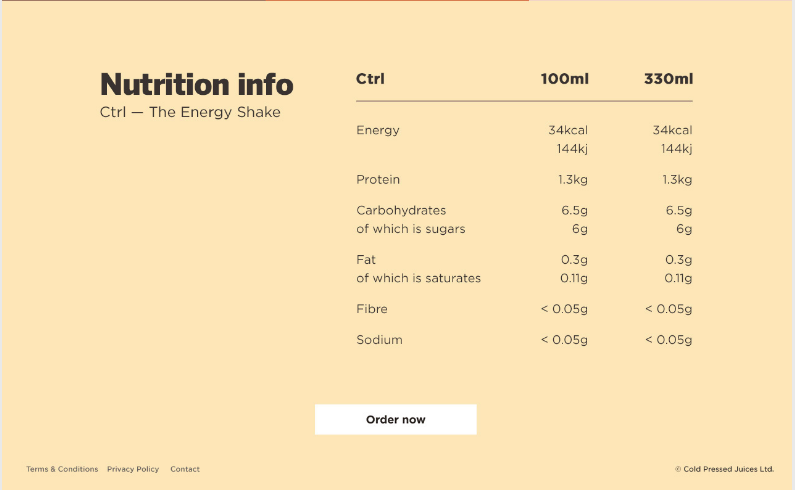 Nutrition info
Ctrl — The Energy Shake
Ctrl 100ml 330ml
Energy 34kcal 34kcal
144kj 144kj
Protein 1.3kg 1.3kg
Carbohydrates 6.5g 6.5g
of which is sugars 6g 6g
Fat 0.3g 0.3g
of which is saturates 0.11g 0.11g
Fibre < 0.05g < 0.05g
Sodium < 0.05g < 0.05g
Order now
Terms & Conditions Privacy Policy Contact © Cold Pressed Juices Ltd.